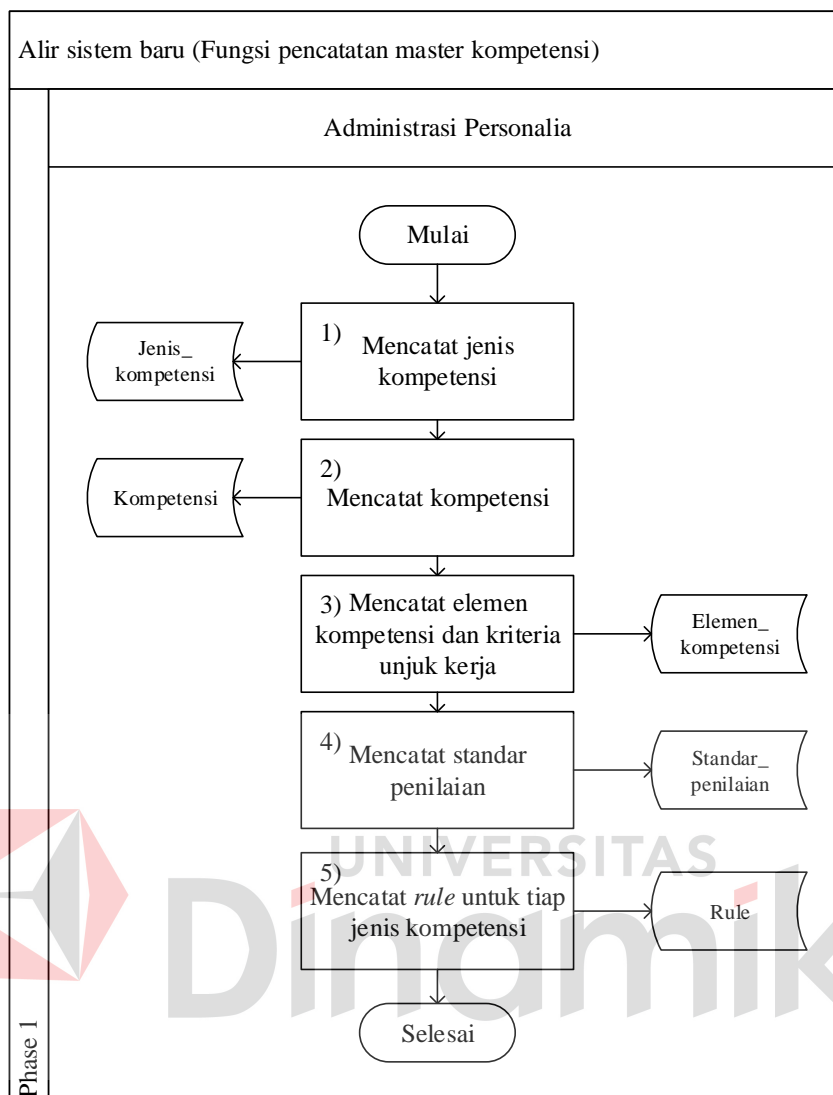 Alir sistem baru (Fungsi pencatatan master kompetensi)
Administrasi Personalia
Mulai
1)
Mencatat jenis
kompetensi
Jenis_
kompetensi
2)
Mencatat kompetensi
Kompetensi
3) Mencatat elemen
kompetensi dan kriteria
unjuk kerja
Elemen_
kompetensi
4)
Mencatat standar
penilaian
Standar_
penilaian
5)
Mencatat rule untuk tiap
jenis kompetensi
Rule
Selesai
Phase 1
UNIVERSITAS
Dinamik